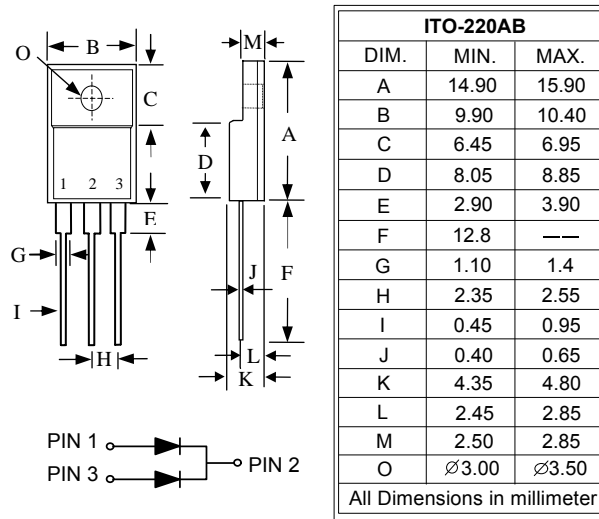 O
B
C
1 2 3
E
G
I
H
M
D
A
J
F
L
K
PIN 1
PIN 3
PIN 2
ITO-220AB
DIM. MIN. MAX.
A 14.90 15.90
B 9.90 10.40
C 6.45 6.95
D 8.05 8.85
E 2.90 3.90
F 12.8 ——
G 1.10 1.4
H 2.35 2.55
I 0.45 0.95
J 0.40 0.65
K 4.35 4.80
L 2.45 2.85
M 2.50 2.85
O ∅3.00 ∅3.50
All Dimensions in millimeter